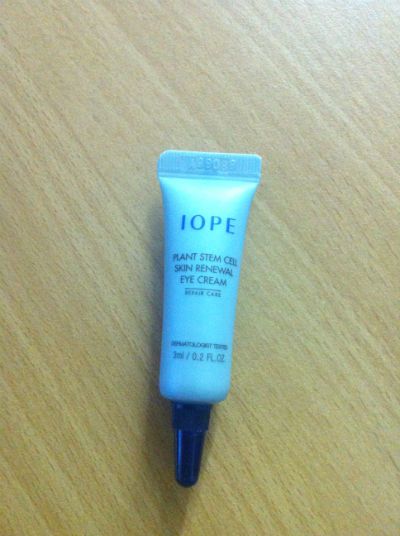 IOPE
PLANT STEM CELL
SKIN RENEWAL
EYE CREAM
REPAIR CARE
DERMATOLOGIST TESTED
3ml / 0.2 FL.OZ.